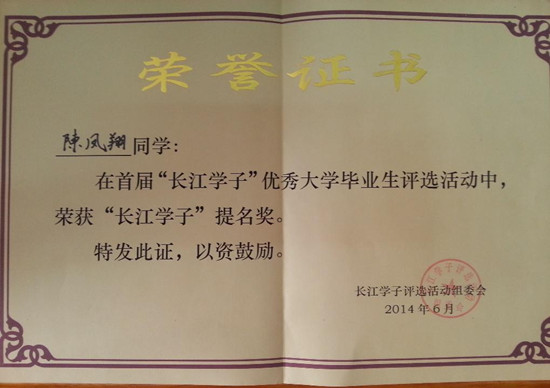 荣誉证书
陈凤翔同学：
在首届“长江学子”优秀大学毕业生评选活动中，
荣获“长江学子”提名奖。
特发此证，以资鼓励。
长江学子评选活动组委会
2014年6月